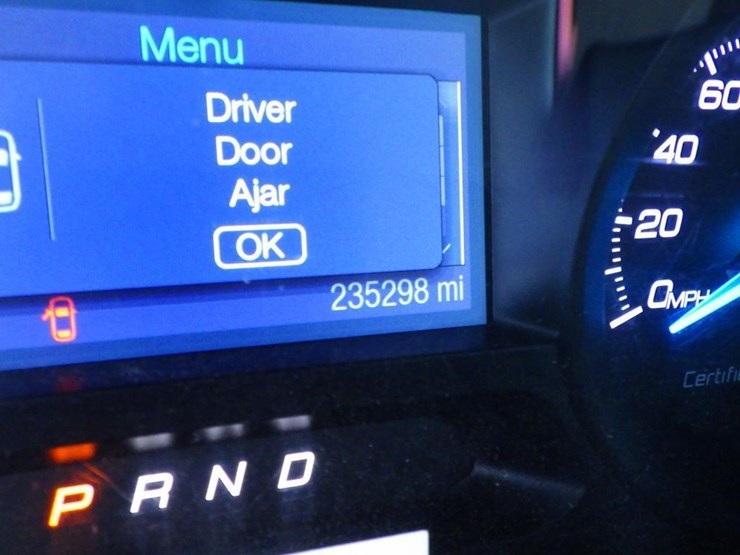 Menu
Driver
Door
Ajar
OK
235298 mi
60
40
20
0MPH
P R N D